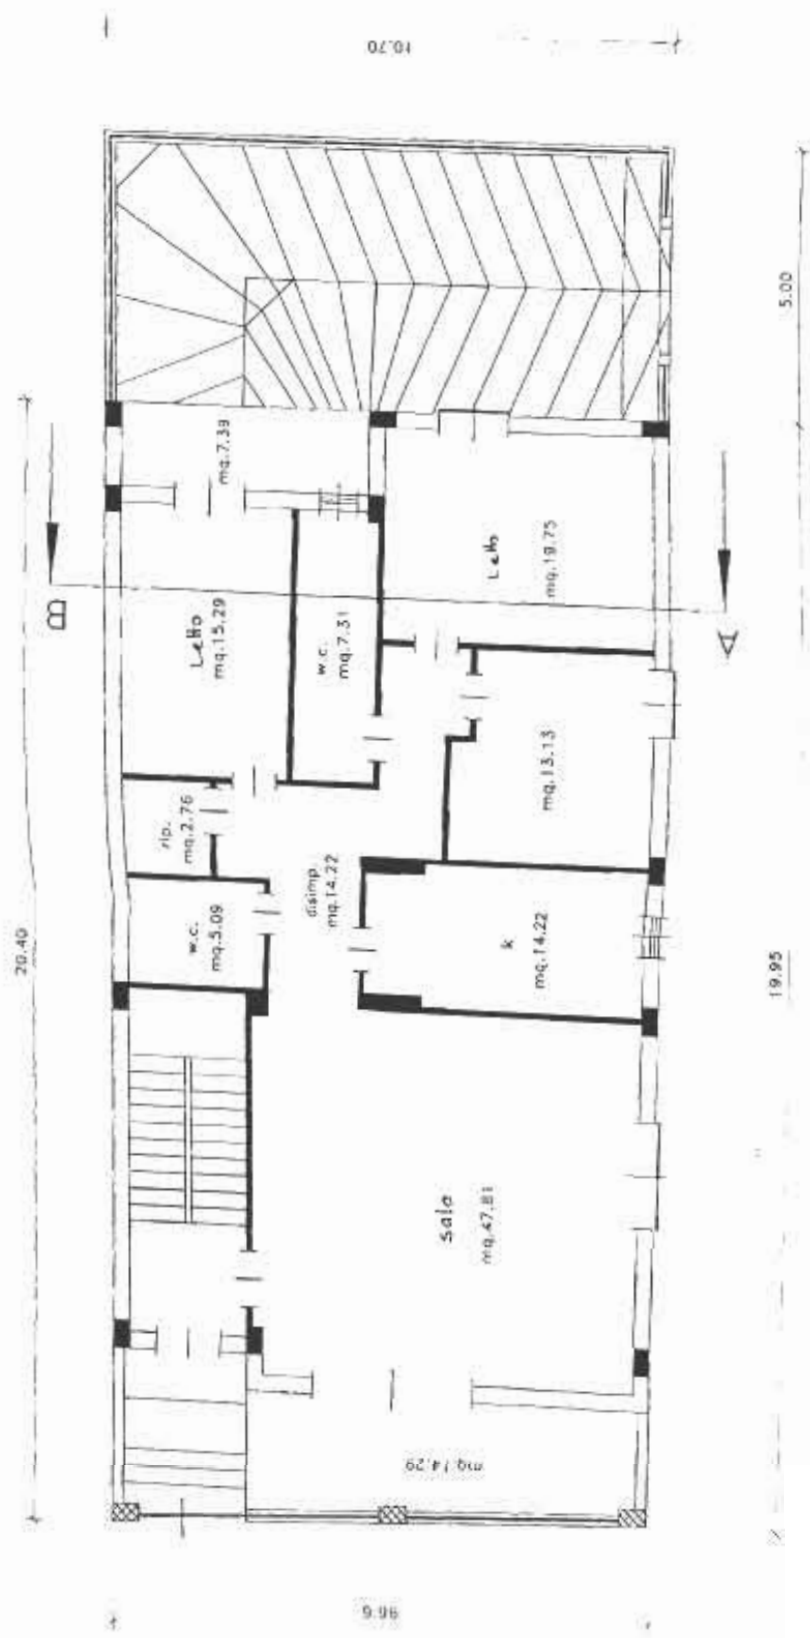 10.70
5.00
mq.7.39
Letto
mq.19.75
Letto
mq.15.29
w.c.
mq.7.31
B
A
rip.
mq.2.76
mq.13.13
disimp.
mq.14.22
w.c.
mq.5.09
k
mq.14.22
20.40
19.95
Sala
mq.47.81
mq.14.29
9.96